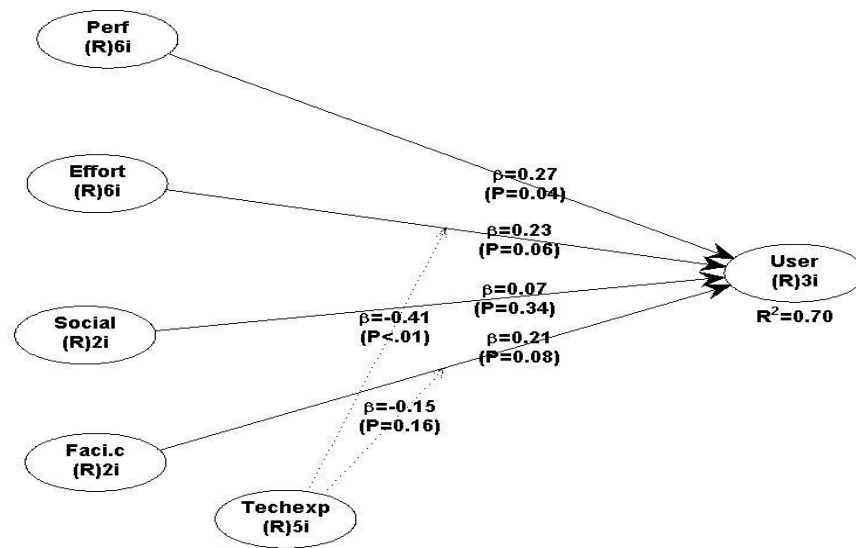 Perf
(R)6i
Effort
(R)6i
β=0.27
(P=0.04)
β=0.23
(P=0.06)
User
(R)3i
R²=0.70
Social
(R)2i
β=0.07
(P=0.34)
β=-0.41
(P<.01)
β=0.21
(P=0.08)
β=-0.15
(P=0.16)
Faci.c
(R)2i
Techexp
(R)5i